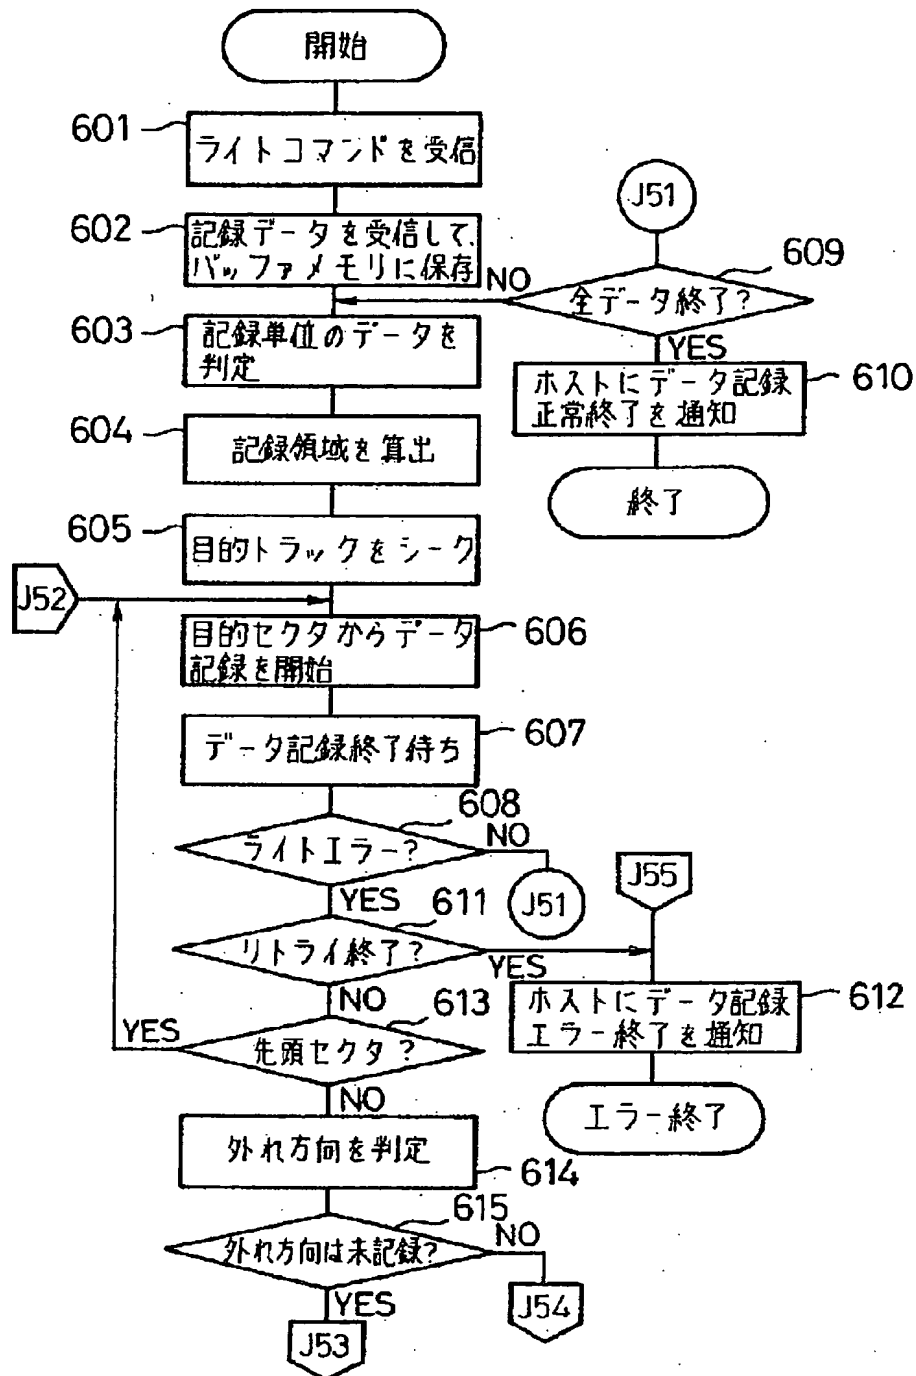 開始
601
ライトコマンドを受信
J51
602
記録データを受信して、
バッファメモリに保存
NO
609
全データ終了?
603
記録単位のデータを
判定
YES
ホストにデータ記録
正常終了を通知
610
604
記録領域を算出
終了
605
目的トラックをシーク
J52
目的セクタからデータ
記録を開始
606
データ記録終了待ち
607
608
ライトエラー?
NO
J51
J55
YES
611
リトライ終了?
YES
ホストにデータ記録
エラー終了を通知
612
NO
613
YES
先頭セクタ?
エラー終了
NO
外れ方向を判定
614
615
外れ方向は未記録?
NO
J54
YES
J53